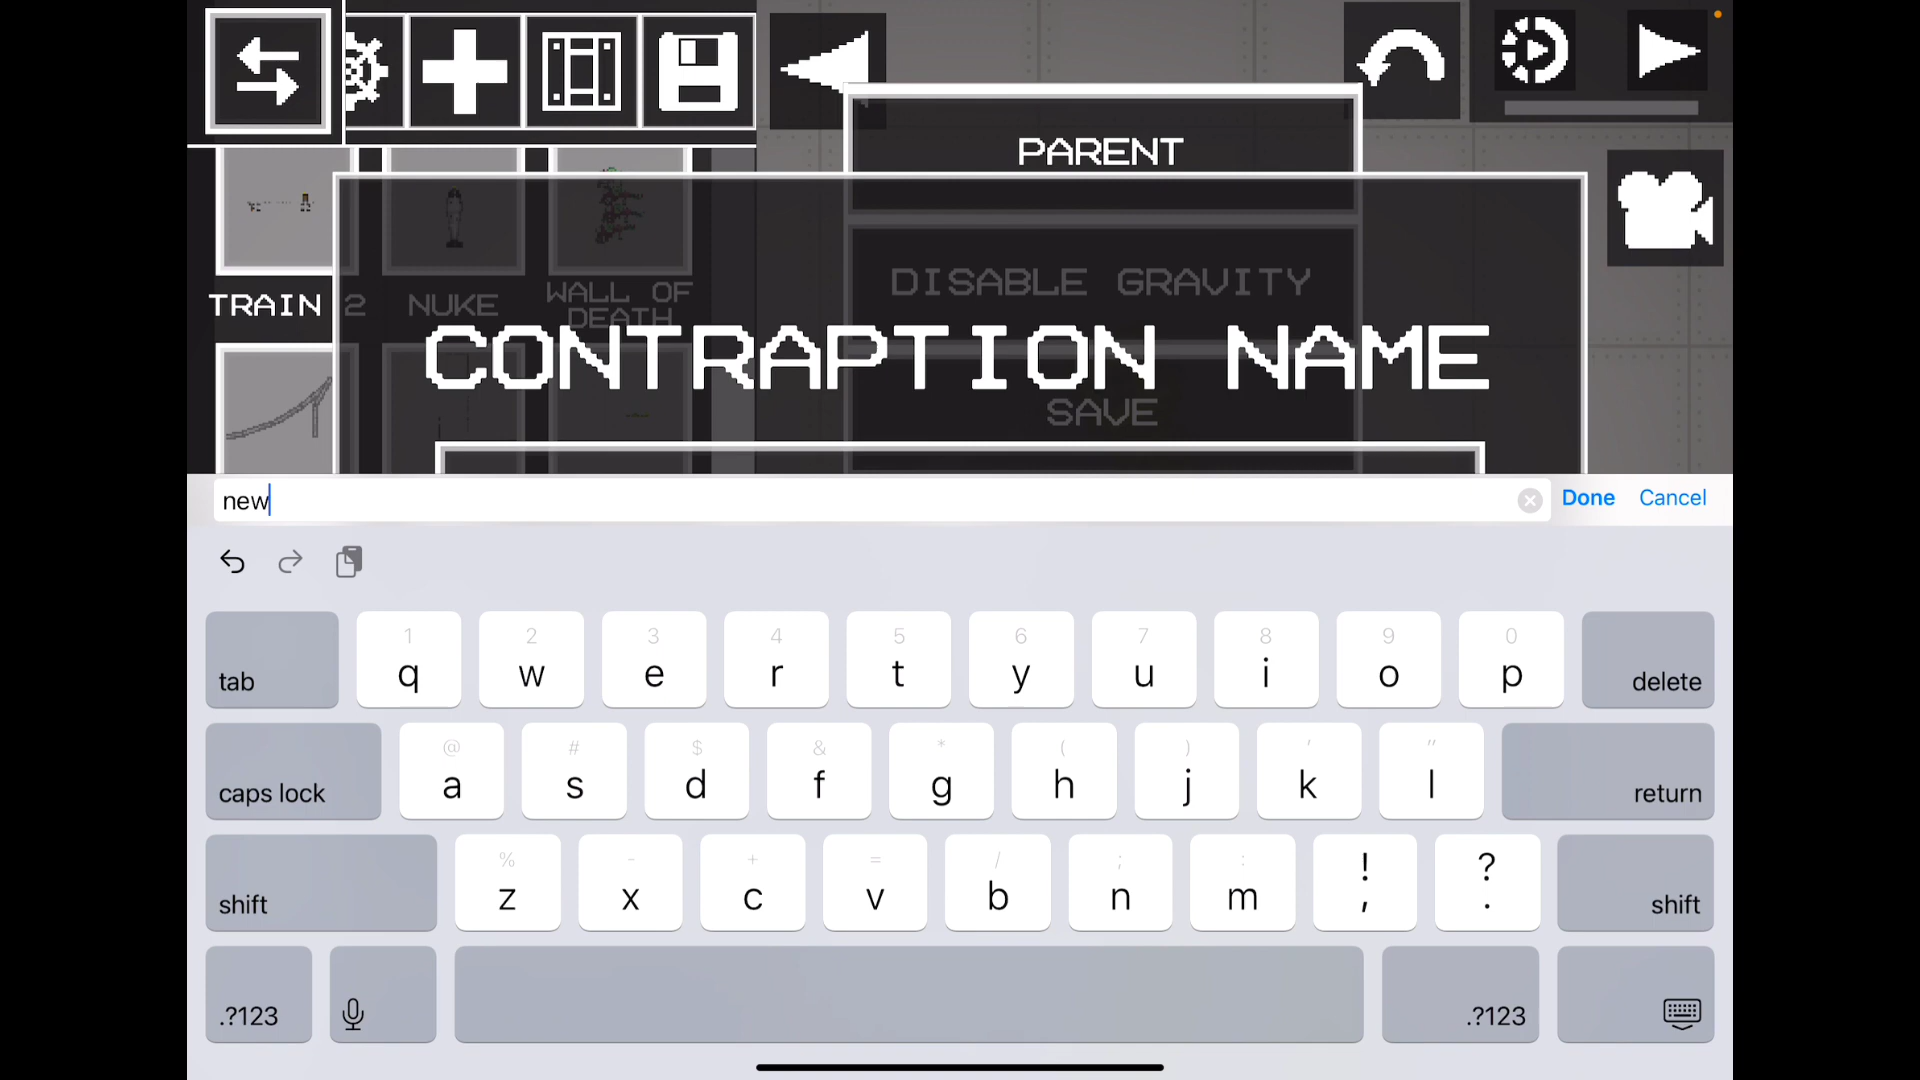 PARENT
DISABLE GRAVITY
TRAIN 2
NUKE
WALL OF
DEATH
CONTRAPTION NAME
SAVE
new
Done
Cancel
tab
1 2 3 4 5 6 7 8 9 0
q w e r t y u i o p
delete
caps lock
@ # $ & * ( ) ' "
a s d f g h j k l
return
shift
% - + = / ; : ! ?
z x c v b n m , .
shift
.?123
.?123